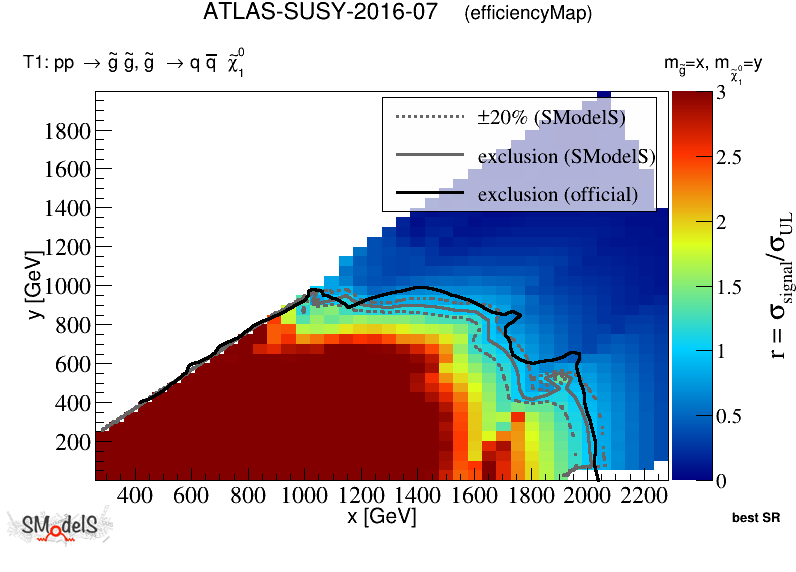 ATLAS-SUSY-2016-07 (efficiencyMap)
T1: pp → g̃ g̃, g̃ → q q̅ χ̃₁⁰
m_g̃=x, m_χ̃₁⁰=y
±20% (SModelS)
exclusion (SModelS)
exclusion (official)
y [GeV]
1800
1600
1400
1200
1000
800
600
400
200
400 600 800 1000 1200 1400 1600 1800 2000 2200
x [GeV]
3
2.5
2
1.5
1
0.5
0
r = σ_signal/σ_UL
SModelS
best SR